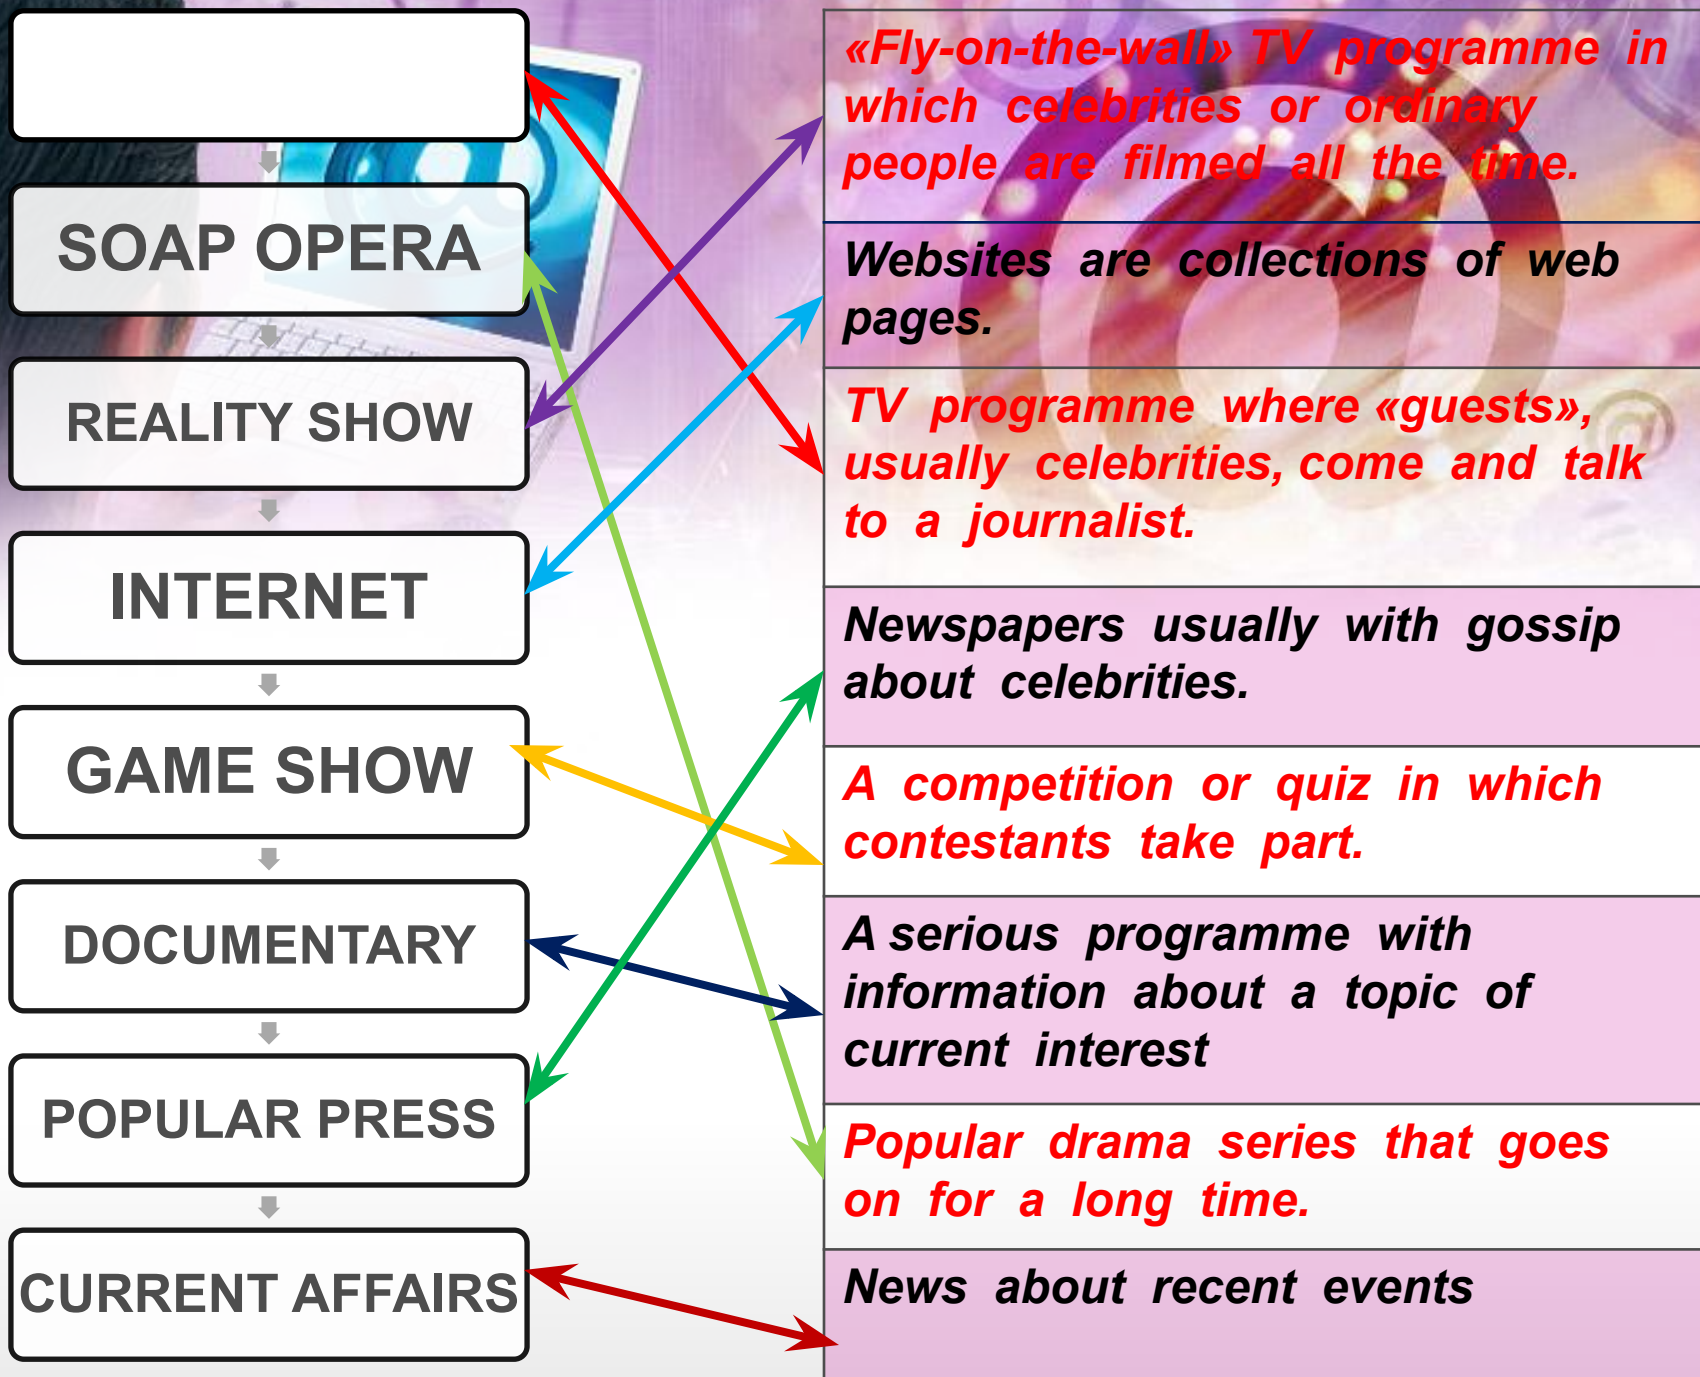 SOAP OPERA
REALITY SHOW
INTERNET
GAME SHOW
DOCUMENTARY
POPULAR PRESS
CURRENT AFFAIRS
«Fly-on-the-wall» TV programme in
which celebrities or ordinary
people are filmed all the time.
Websites are collections of web
pages.
TV programme where «guests»,
usually celebrities, come and talk
to a journalist.
Newspapers usually with gossip
about celebrities.
A competition or quiz in which
contestants take part.
A serious programme with
information about a topic of
current interest
Popular drama series that goes
on for a long time.
News about recent events